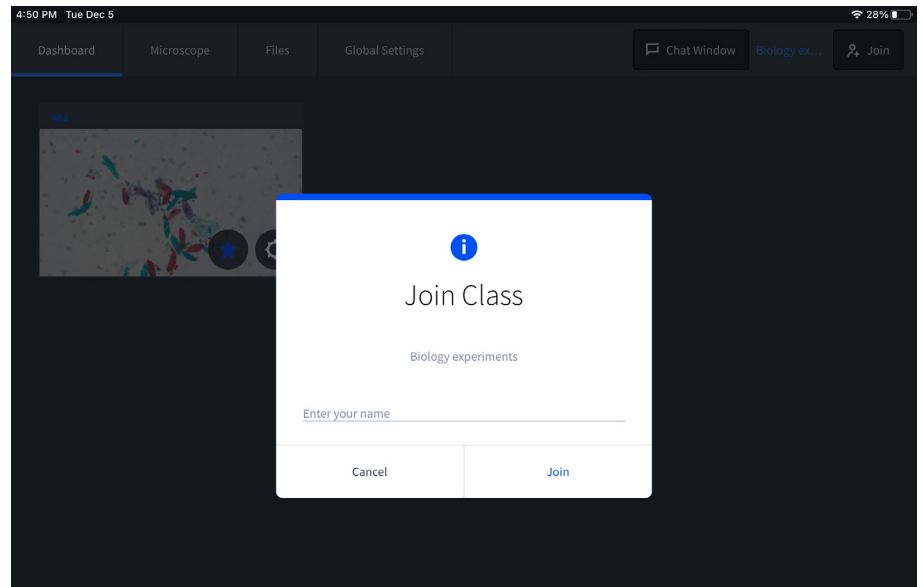 4:50 PM Tue Dec 5
28%
Dashboard Microscope Files Global Settings Chat Window Biology ex... Join
Join Class
Biology experiments
Enter your name
Cancel Join